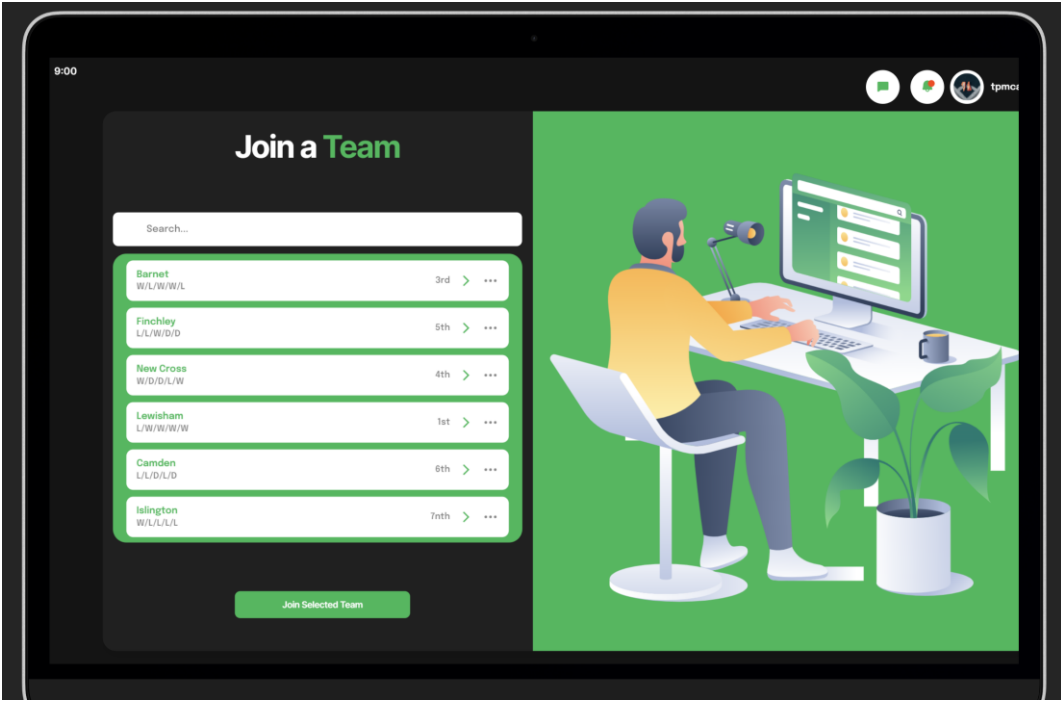 9:00
tpmca
Join a Team
Search...
Barnet
W/L/W/W/L
3rd
Finchley
L/L/W/D/D
5th
New Cross
W/D/D/L/W
4th
Lewisham
L/W/W/W/W
1st
Camden
L/L/D/L/D
6th
Islington
W/L/L/L/L
7nth
Join Selected Team